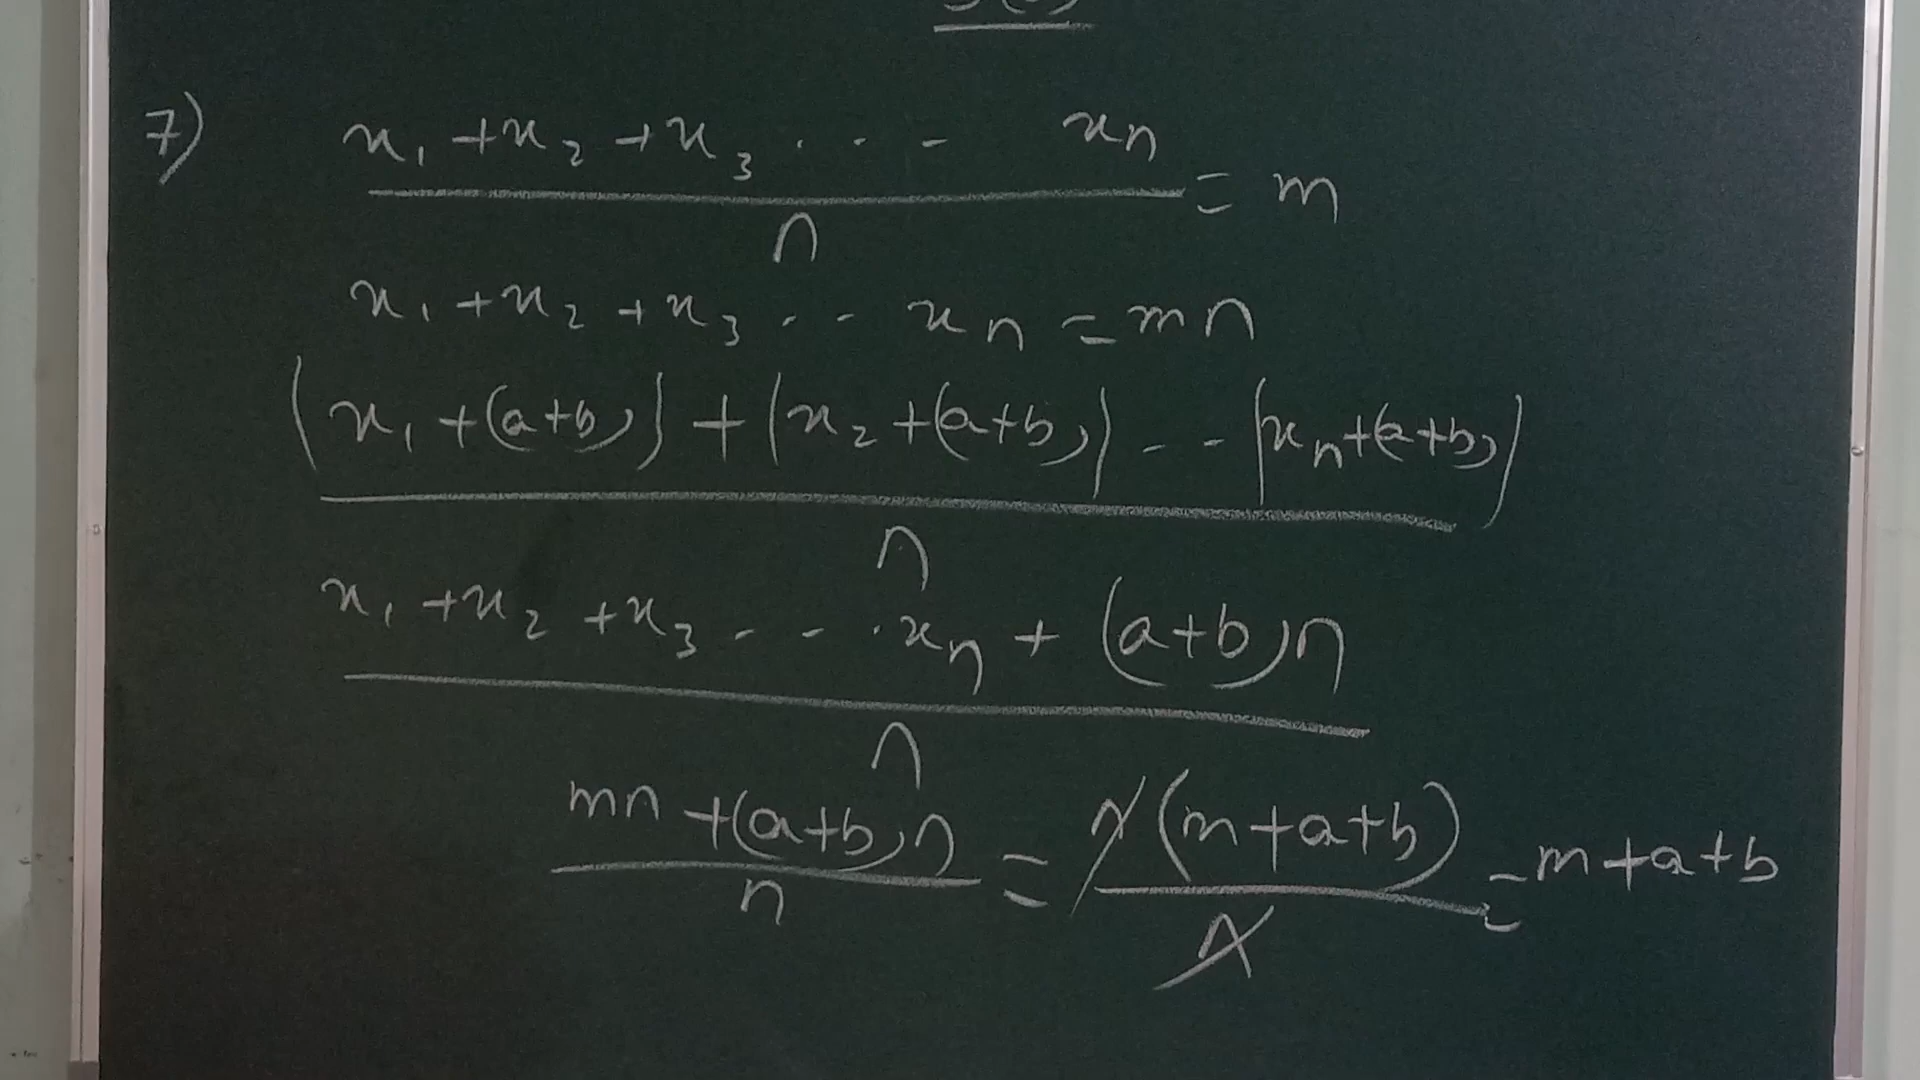 7) x₁ + x₂ + x₃ . . - xn / n = m
x₁ + x₂ + x₃ - - xn = mn
(x₁ + (a+b)) + (x₂ + (a+b)) - - (xn + (a+b)) / n
x₁ + x₂ + x₃ - - . xn + (a+b)n / n
mn + (a+b)n / n = n(m+a+b) / n = m+a+b